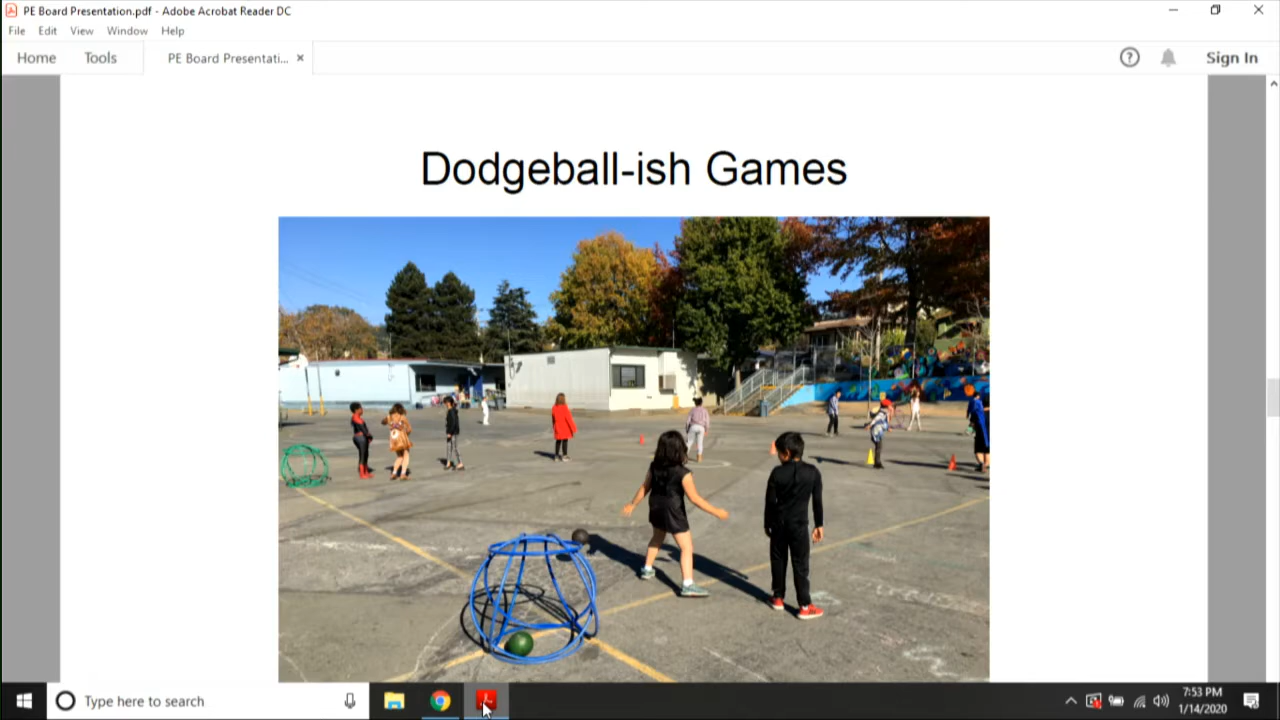 PE Board Presentation.pdf - Adobe Acrobat Reader DC
File Edit View Window Help
Home Tools PE Board Presentati... × ? Sign In
Dodgeball-ish Games
Type here to search
7:53 PM
1/14/2020